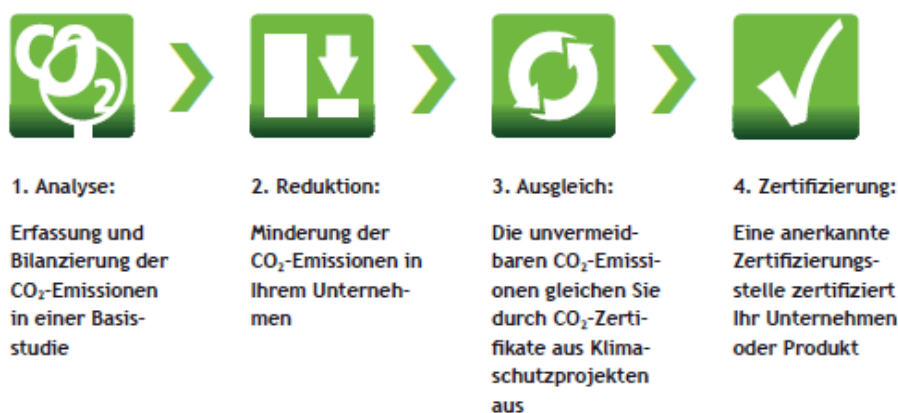 CO2
1. Analyse:
Erfassung und
Bilanzierung der
CO₂-Emissionen
in einer Basis-
studie
2. Reduktion:
Minderung der
CO₂-Emissionen in
Ihrem Unterneh-
men
3. Ausgleich:
Die unvermeid-
baren CO₂-Emissi-
onen gleichen Sie
durch CO₂-Zerti-
fikate aus Klima-
schutzprojekten
aus
4. Zertifizierung:
Eine anerkannte
Zertifizierungs-
stelle zertifiziert
Ihr Unternehmen
oder Produkt